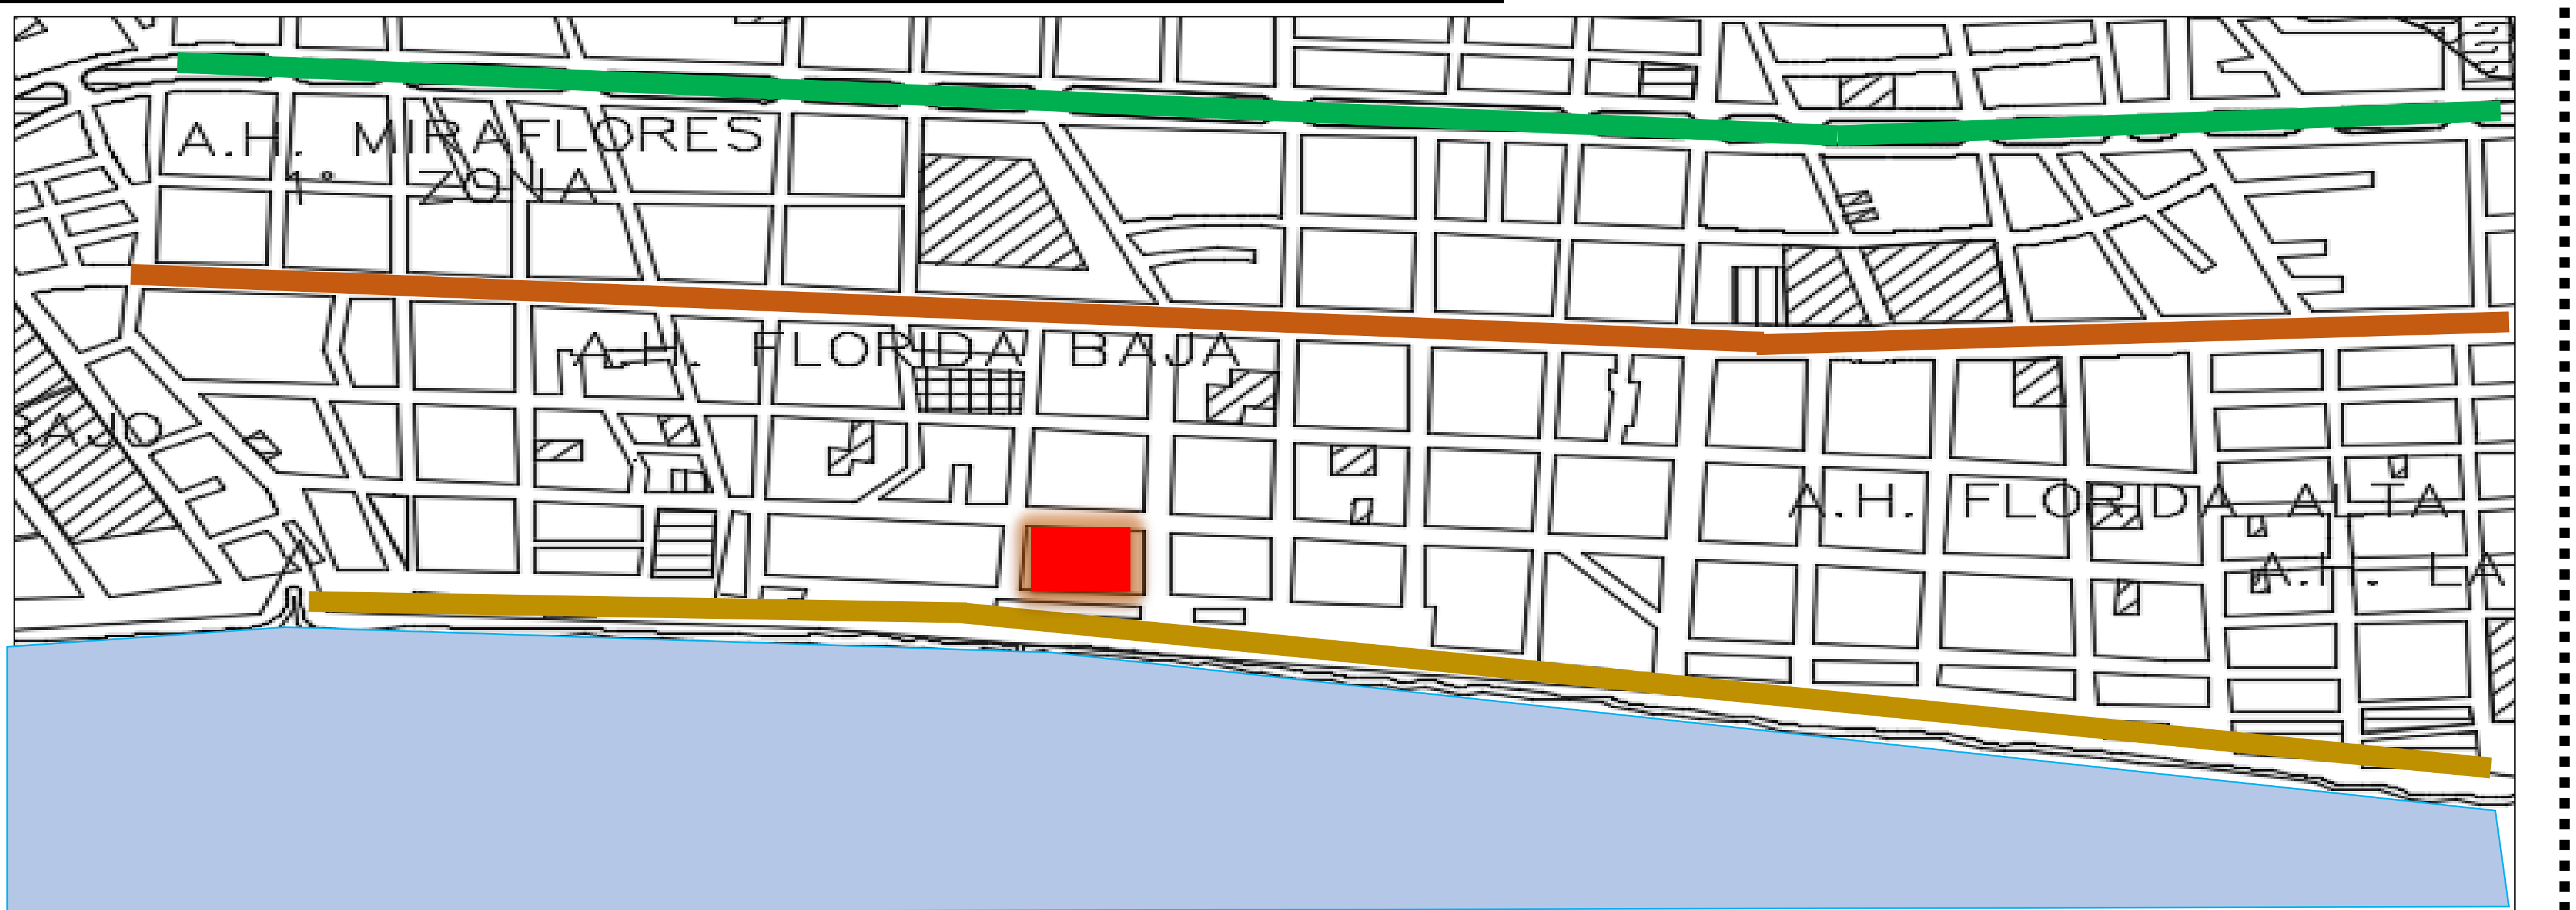 A.H. MIRAFLORES
1° ZONA
A.H. FLORIDA BAJA
BAJO
A.H. FLORIDA ALTA
A.H. LA